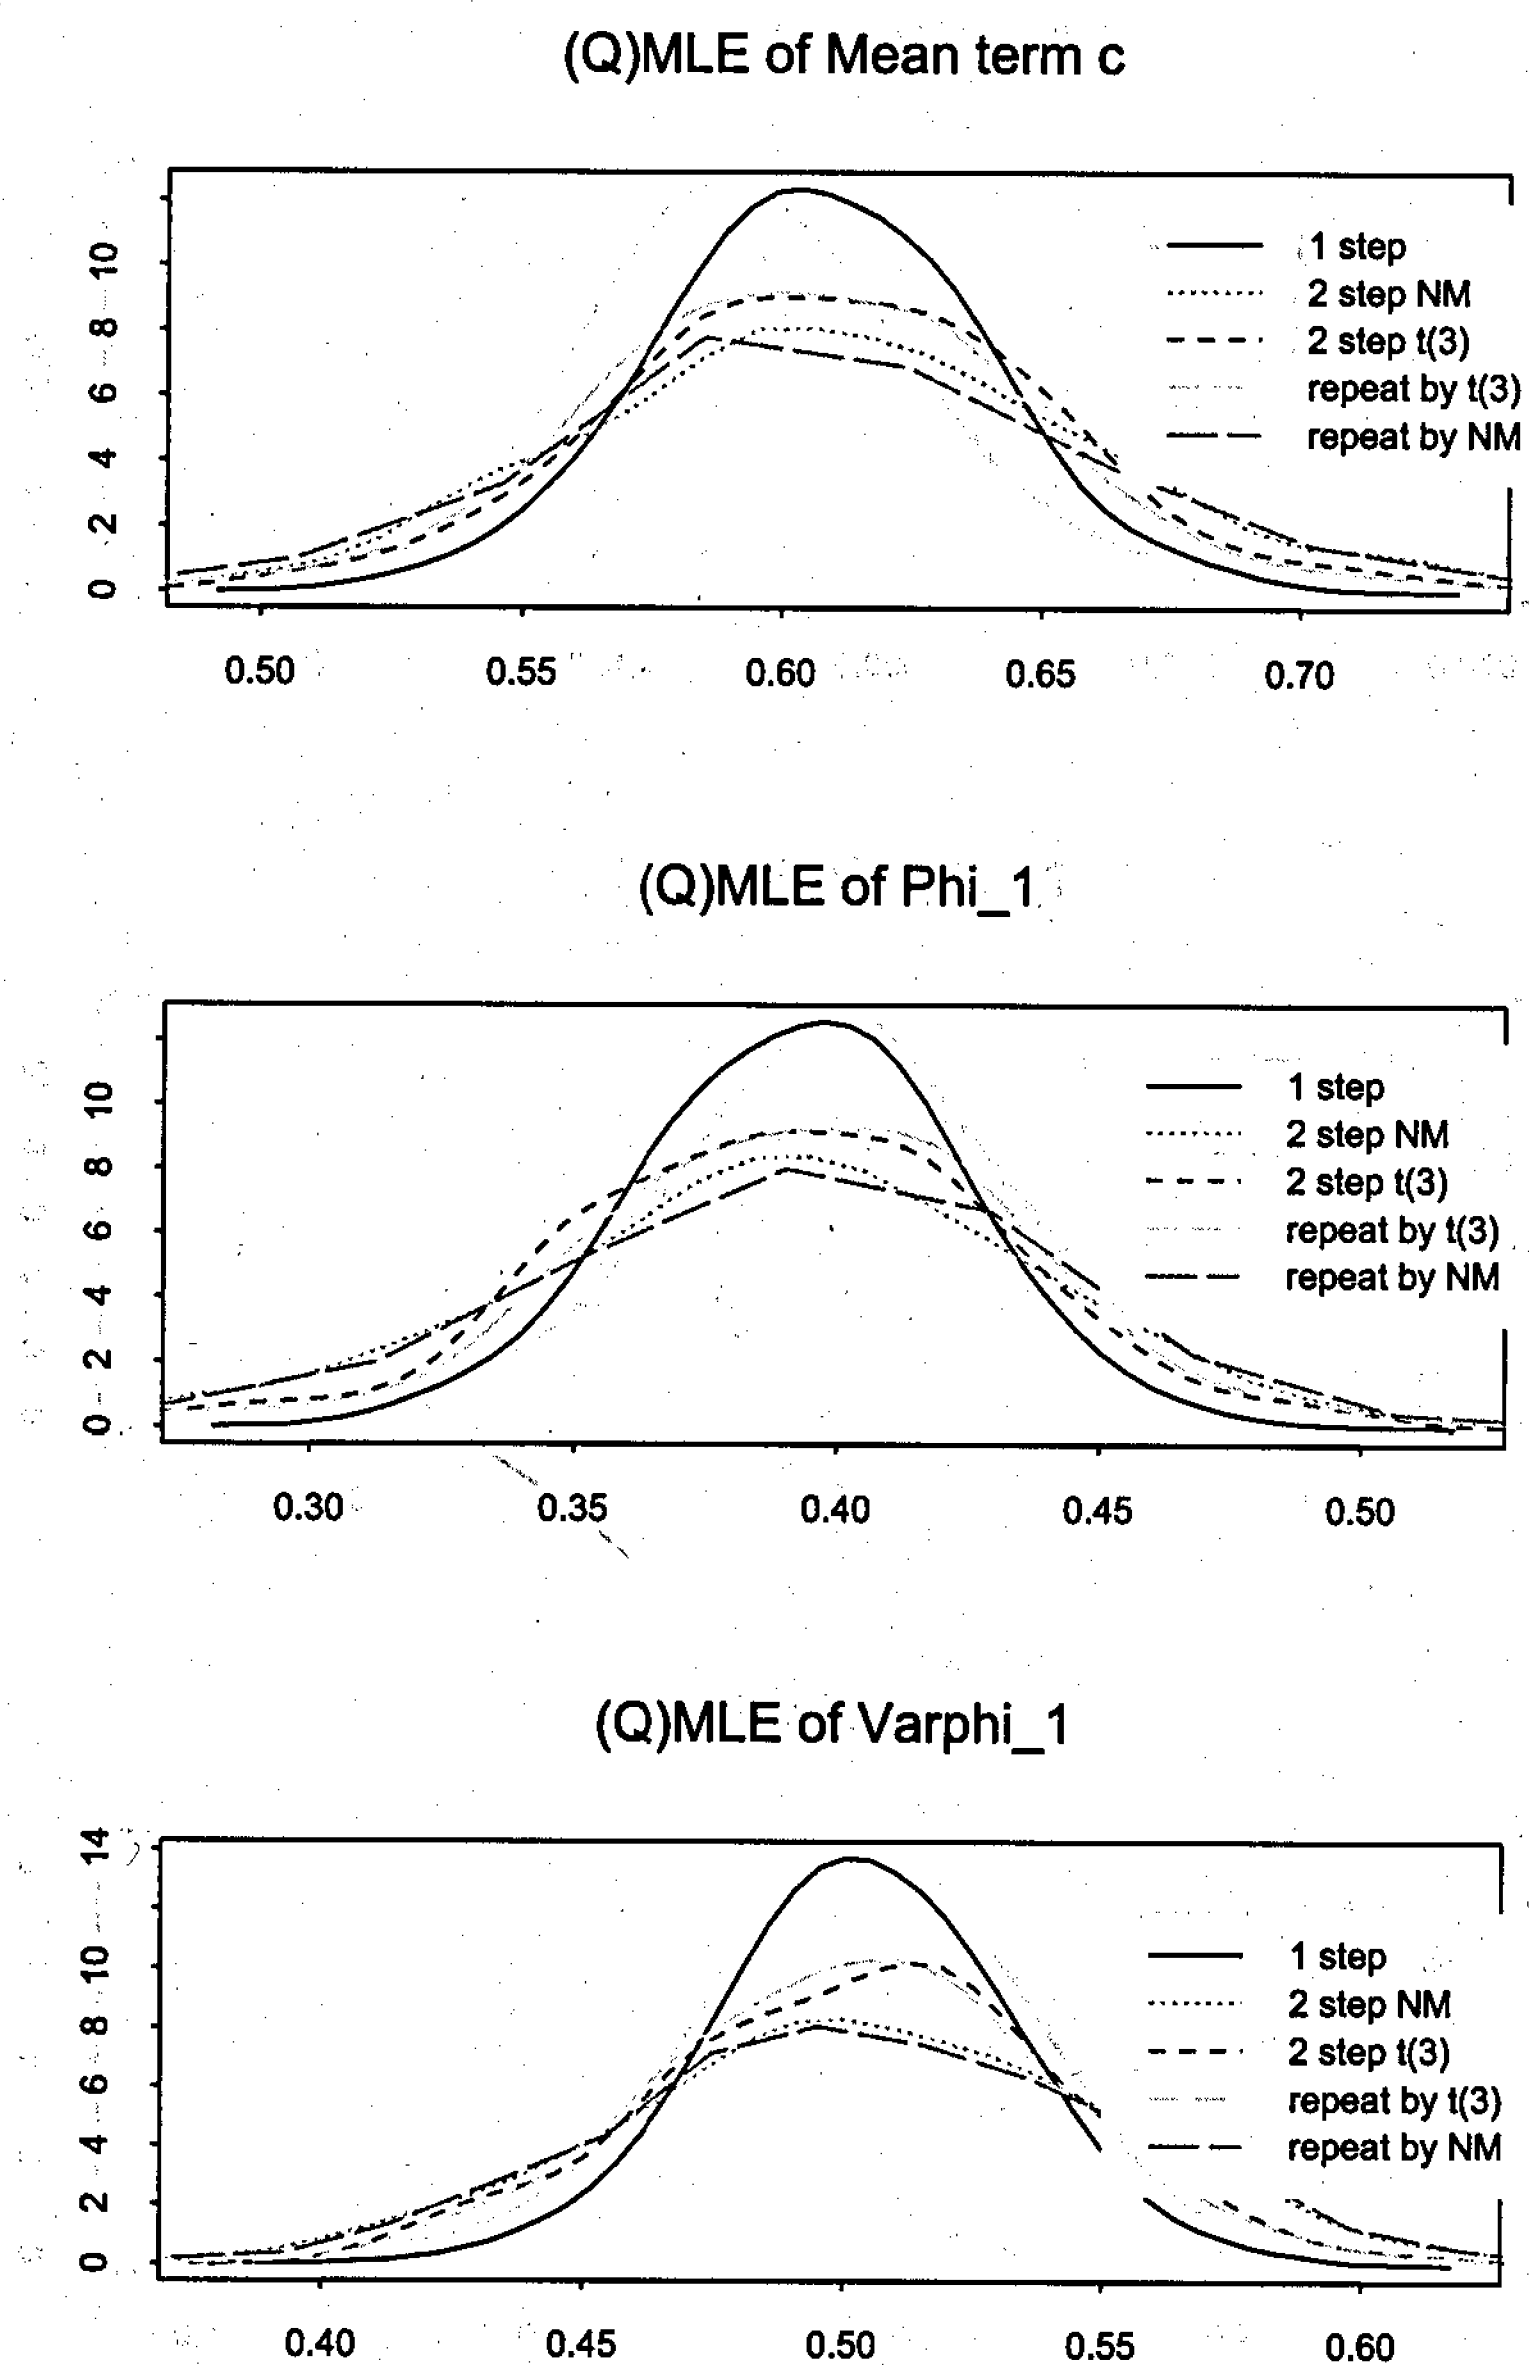 (Q)MLE of Mean term c
10
8
6
4
2
0
1 step
2 step NM
2 step t(3)
repeat by t(3)
repeat by NM
0.50 0.55 0.60 0.65 0.70
(Q)MLE of Phi_1
10
8
6
4
2
0
1 step
2 step NM
2 step t(3)
repeat by t(3)
repeat by NM
0.30 0.35 0.40 0.45 0.50
(Q)MLE of Varphi_1
14
10
8
6
4
2
0
1 step
2 step NM
2 step t(3)
repeat by t(3)
repeat by NM
0.40 0.45 0.50 0.55 0.60